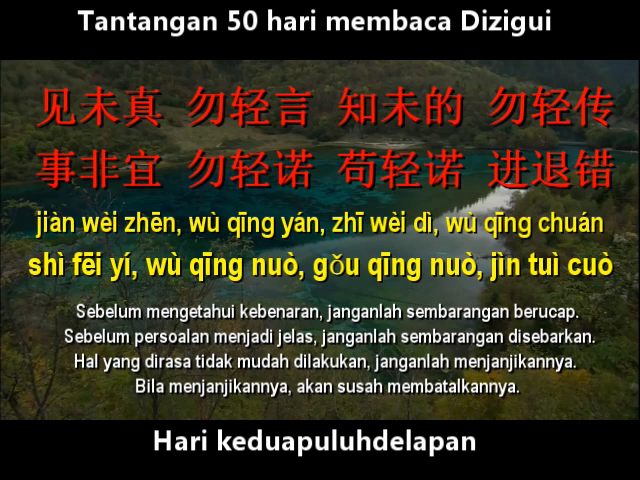 Tantangan 50 hari membaca Dizigui
见未真 勿轻言 知未的 勿轻传
事非宜 勿轻诺 苟轻诺 进退错
jiàn wèi zhēn, wù qīng yán, zhī wèi dì, wù qīng chuán
shì fēi yí, wù qīng nuò, gǒu qīng nuò, jìn tuì cuò
Sebelum mengetahui kebenaran, janganlah sembarangan berucap.
Sebelum persoalan menjadi jelas, janganlah sembarangan disebarkan.
Hal yang dirasa tidak mudah dilakukan, janganlah menjanjikannya.
Bila menjanjikannya, akan susah membatalkannya.
Hari keduapuluhdelapan